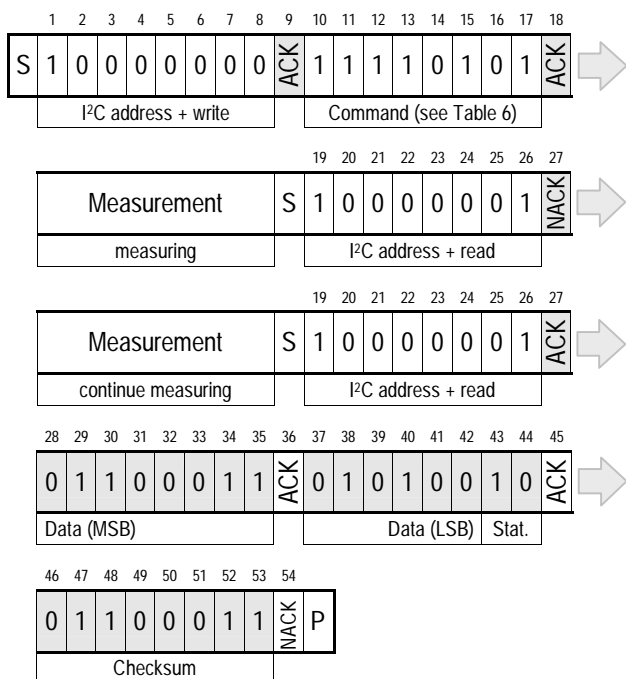 1 2 3 4 5 6 7 8 9 10 11 12 13 14 15 16 17 18
S 1 0 0 0 0 0 0 0 ACK 1 1 1 1 0 1 0 1 ACK
I²C address + write Command (see Table 6)
19 20 21 22 23 24 25 26 27
Measurement S 1 0 0 0 0 0 0 1 NACK
measuring I²C address + read
19 20 21 22 23 24 25 26 27
Measurement S 1 0 0 0 0 0 0 1 ACK
continue measuring I²C address + read
28 29 30 31 32 33 34 35 36 37 38 39 40 41 42 43 44 45
0 1 1 0 0 0 1 1 ACK 0 1 0 1 0 0 1 0 ACK
Data (MSB) Data (LSB) Stat.
46 47 48 49 50 51 52 53 54
0 1 1 0 0 0 1 1 NACK P
Checksum